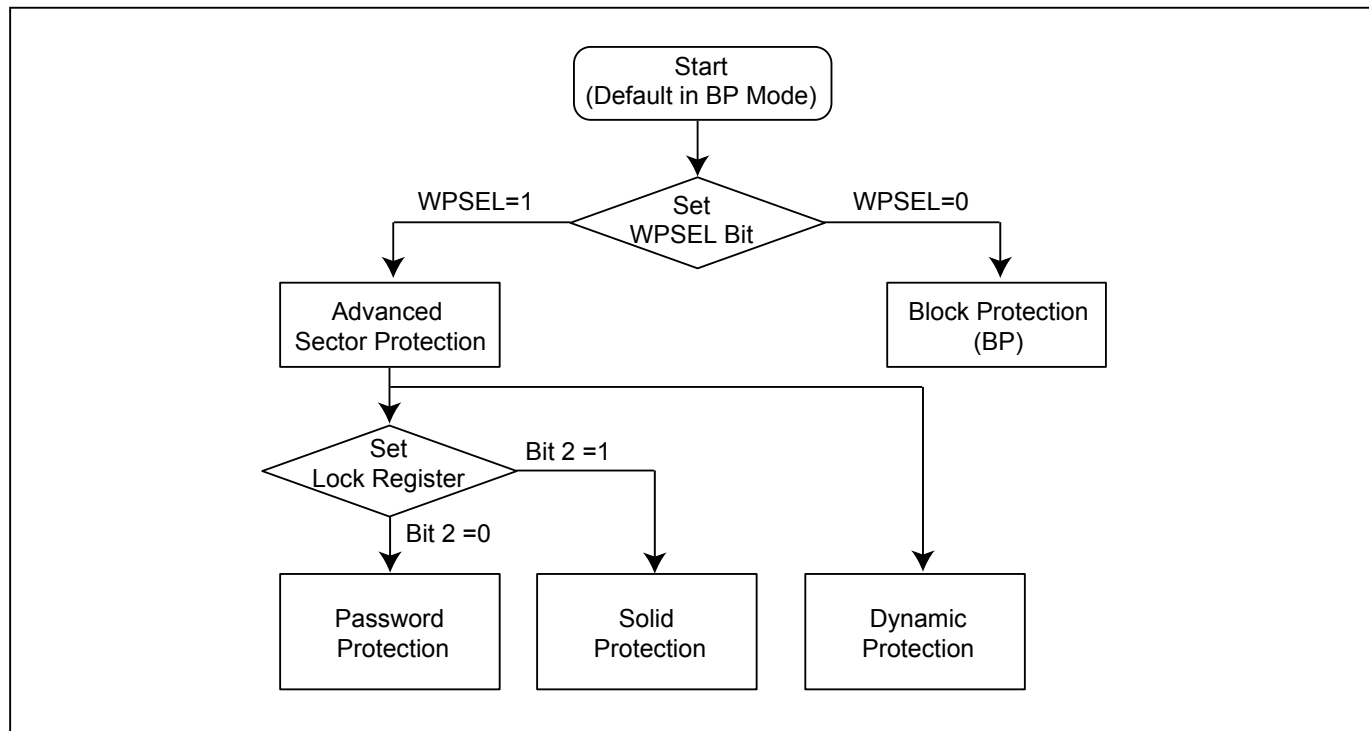 Start
(Default in BP Mode)
WPSEL=1
Set
WPSEL Bit
WPSEL=0
Advanced
Sector Protection
Block Protection
(BP)
Set
Lock Register
Bit 2 =1
Bit 2 =0
Password
Protection
Solid
Protection
Dynamic
Protection